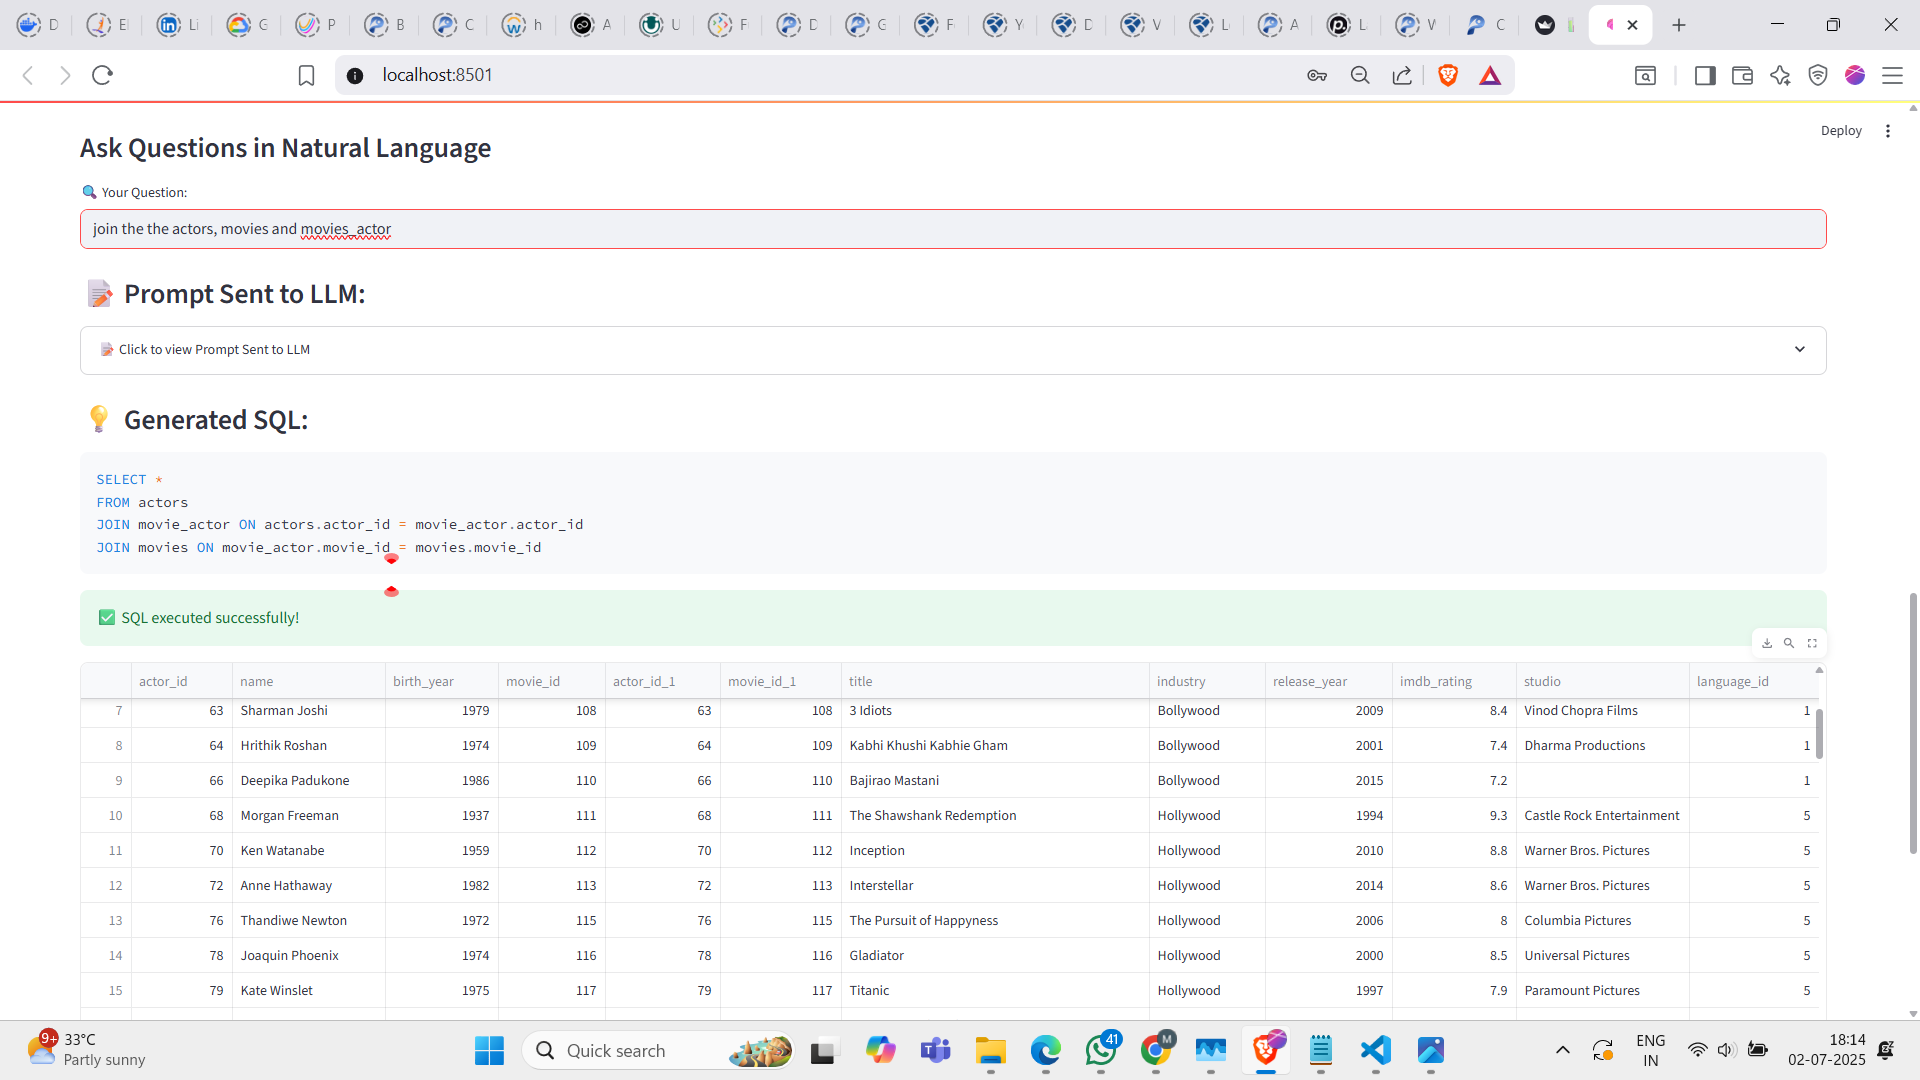 D
Li
G
P
B
C
h
A
U
F
D
G
F
Y
D
V
L
A
L
V
C
localhost:8501
Deploy
Ask Questions in Natural Language
Your Question:
join the the actors, movies and movies_actor
Prompt Sent to LLM:
Click to view Prompt Sent to LLM
Generated SQL:
SELECT *
FROM actors
JOIN movie_actor ON actors.actor_id = movie_actor.actor_id
JOIN movies ON movie_actor.movie_id = movies.movie_id
SQL executed successfully!
actor_id name birth_year movie_id actor_id_1 movie_id_1 title industry release_year imdb_rating studio language_id
7 63 Sharman Joshi 1979 108 63 108 3 Idiots Bollywood 2009 8.4 Vinod Chopra Films 1
8 64 Hrithik Roshan 1974 109 64 109 Kabhi Khushi Kabhie Gham Bollywood 2001 7.4 Dharma Productions 1
9 66 Deepika Padukone 1986 110 66 110 Bajirao Mastani Bollywood 2015 7.2 1
10 68 Morgan Freeman 1937 111 68 111 The Shawshank Redemption Hollywood 1994 9.3 Castle Rock Entertainment 5
11 70 Ken Watanabe 1959 112 70 112 Inception Hollywood 2010 8.8 Warner Bros. Pictures 5
12 72 Anne Hathaway 1982 113 72 113 Interstellar Hollywood 2014 8.6 Warner Bros. Pictures 5
13 76 Thandiwe Newton 1972 115 76 115 The Pursuit of Happyness Hollywood 2006 8 Columbia Pictures 5
14 78 Joaquin Phoenix 1974 116 78 116 Gladiator Hollywood 2000 8.5 Universal Pictures 5
15 79 Kate Winslet 1975 117 79 117 Titanic Hollywood 1997 7.9 Paramount Pictures 5
9+ 33°C
Partly sunny
Quick search
41
M
ENG
IN
18:14
02-07-2025